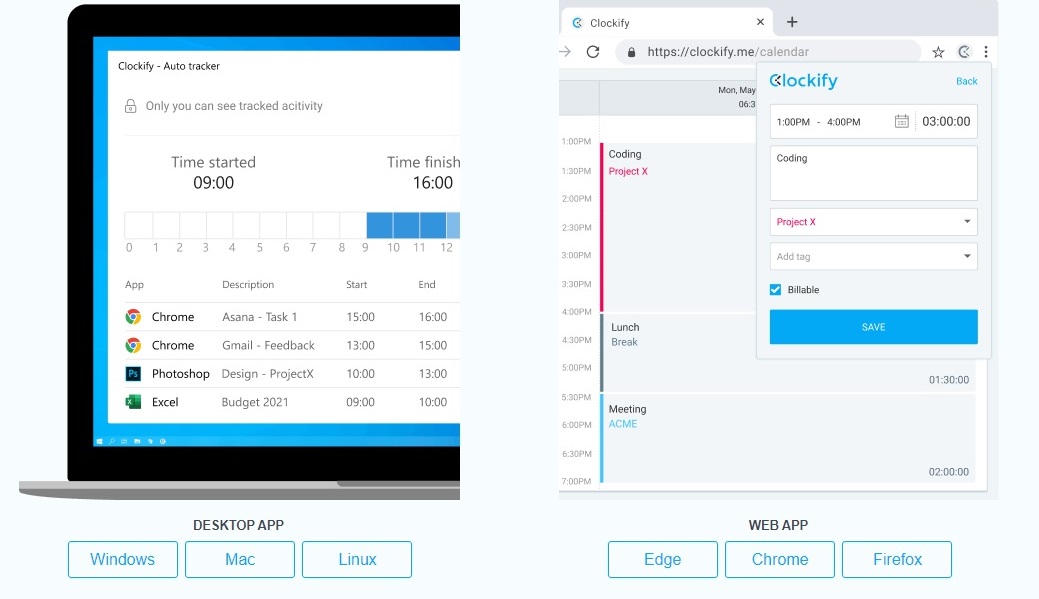 Clockify - Auto tracker
Only you can see tracked acitivity
Time started
09:00
Time finish
16:00
0 1 2 3 4 5 6 7 8 9 10 11 12
App Description Start End
Chrome Asana - Task 1 15:00 16:00
Chrome Gmail - Feedback 13:00 15:00
Ps Photoshop Design - ProjectX 10:00 13:00
Excel Budget 2021 09:00 10:00
DESKTOP APP
Windows Mac Linux
Clockify
https://clockify.me/calendar
Mon, May
06:3
1:00PM
1:30PM
2:00PM
2:30PM
3:00PM
3:30PM
4:00PM
4:30PM
5:00PM
5:30PM
6:00PM
6:30PM
7:00PM
Coding
Project X
Lunch
Break
01:30:00
Meeting
ACME
02:00:00
Clockify Back
1:00PM - 4:00PM 03:00:00
Coding
Project X
Add tag
Billable
SAVE
WEB APP
Edge Chrome Firefox